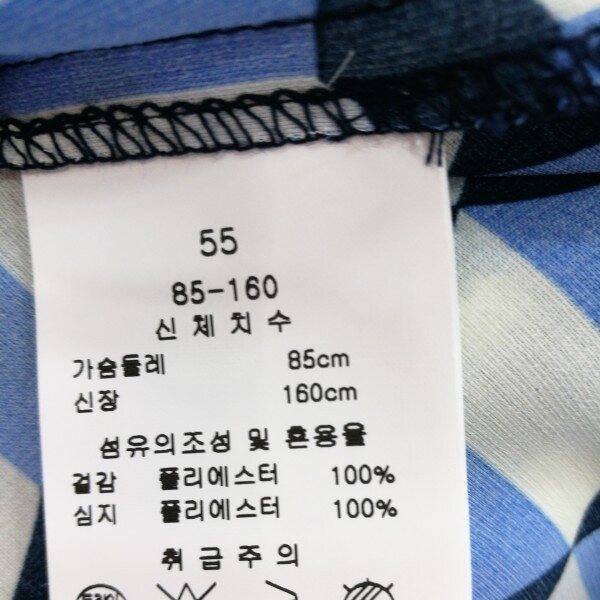 55
85-160
신체치수
가슴둘레 85cm
신장 160cm
섬유의조성 및 혼용율
겉감 폴리에스터 100%
심지 폴리에스터 100%
취급주의